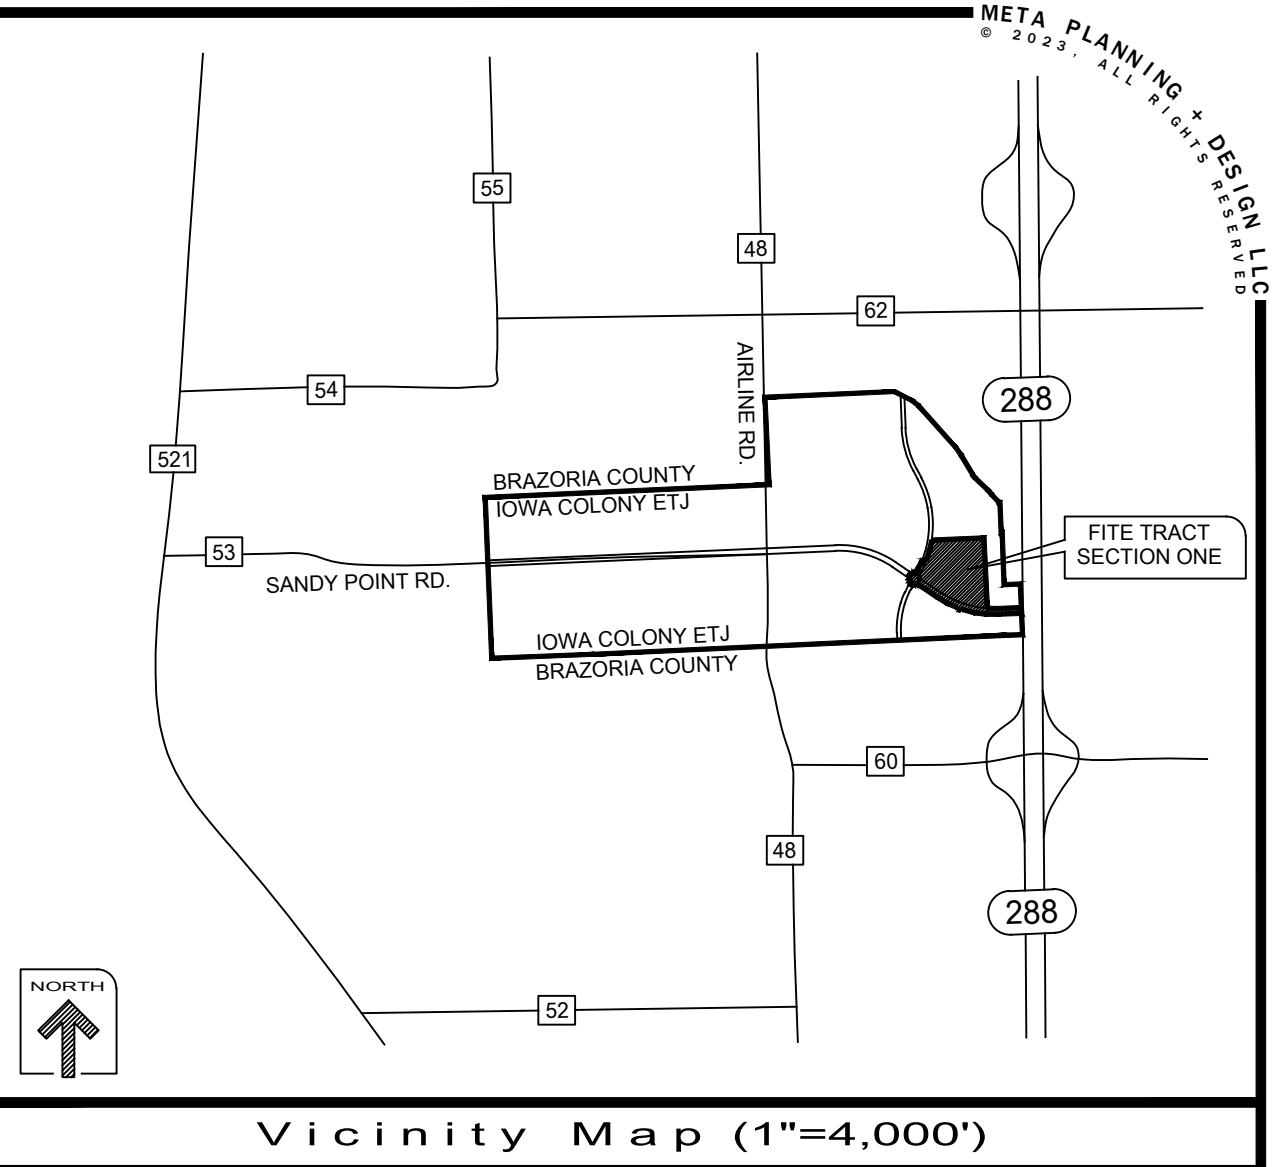 META PLANNING + DESIGN LLC
© 2023, ALL RIGHTS RESERVED
55
48
62
AIRLINE RD.
54
288
521
BRAZORIA COUNTY
IOWA COLONY ETJ
FITE TRACT
SECTION ONE
53
SANDY POINT RD.
IOWA COLONY ETJ
BRAZORIA COUNTY
60
48
288
NORTH
52
Vicinity Map (1"=4,000')